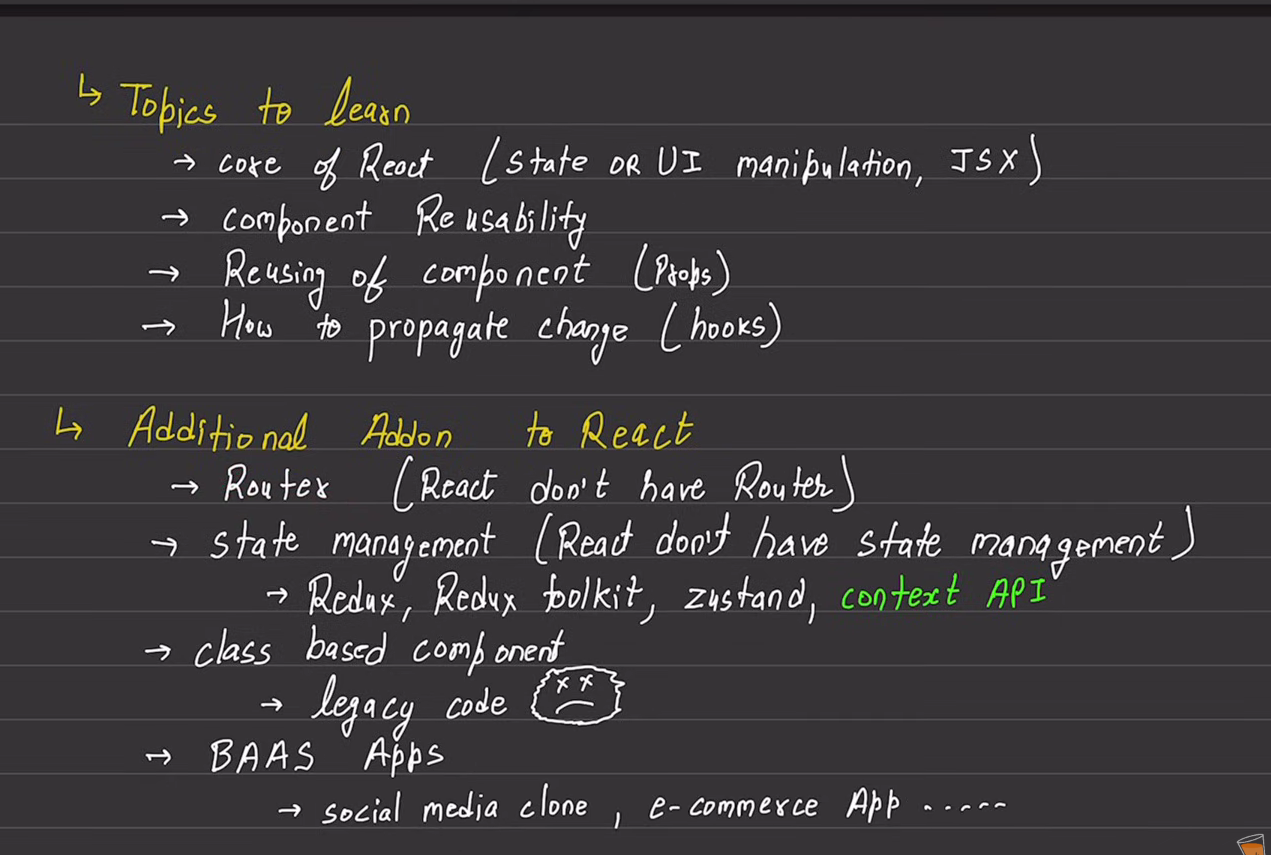 ↳ Topics to learn
→ core of React (state OR UI manipulation, JSX)
→ component Reusability
→ Reusing of component (Props)
→ How to propagate change (hooks)
↳ Additional Addon to React
→ Router (React don't have Router)
→ state management (React don't have state management)
→ Redux, Redux toolkit, zustand, context API
→ class based component
→ legacy code
→ BAAS Apps
→ social media clone, e-commerce App ......